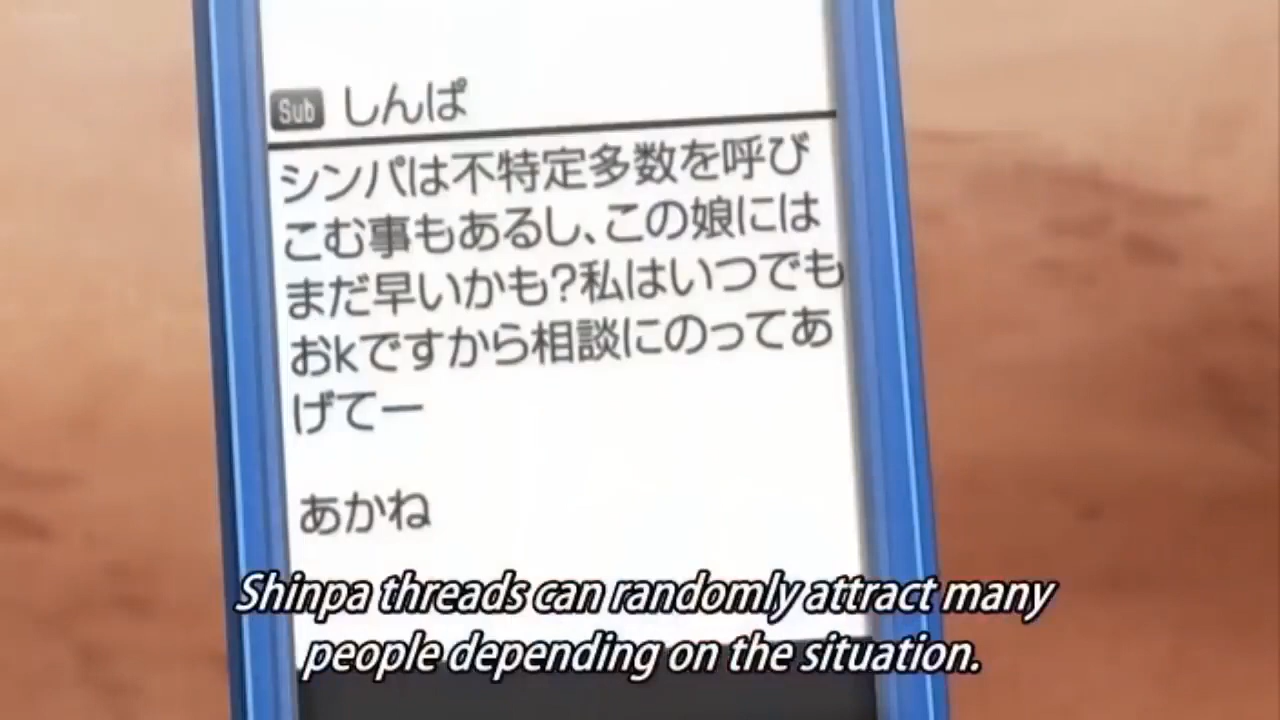 Sub しんぱ
シンパは不特定多数を呼び
こむ事もあるし、この娘には
まだ早いかも?私はいつでも
おkですから相談にのってあ
げてー
あかね
Shinpa threads can randomly attract many
people depending on the situation.